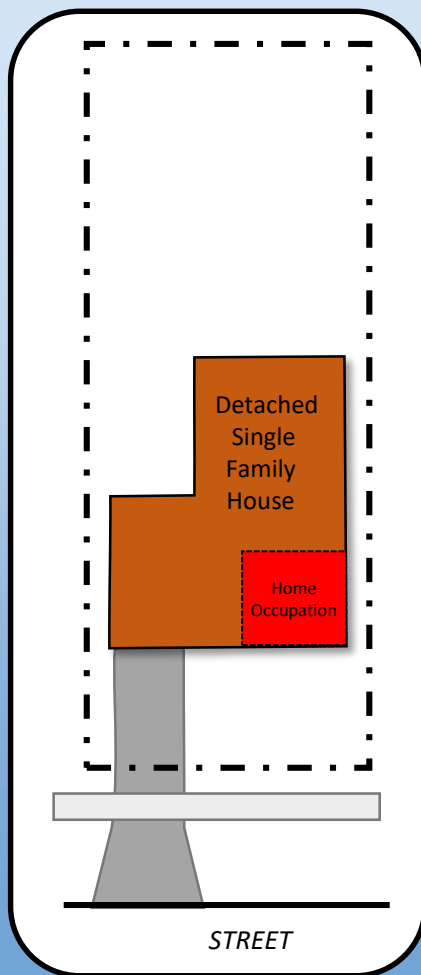 Detached
Single
Family
House
Home
Occupation
STREET